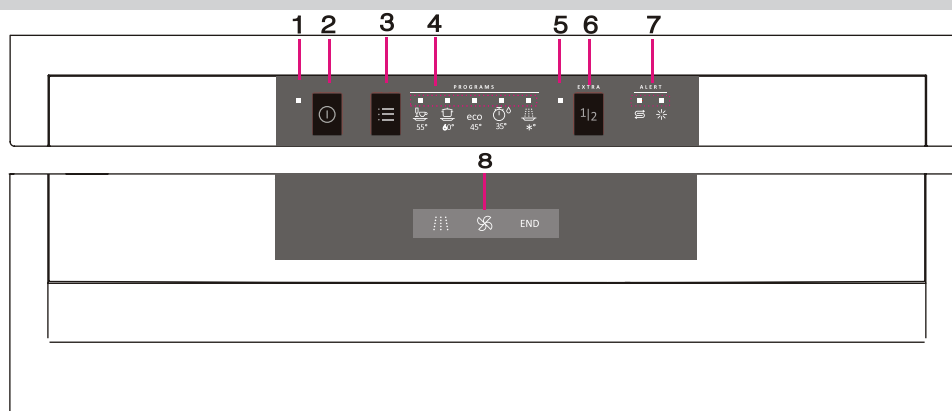 1 2 3 4 5 6 7
PROGRAMS EXTRA ALERT
1|2
eco
55° 60° 45° 35° *°
8
END